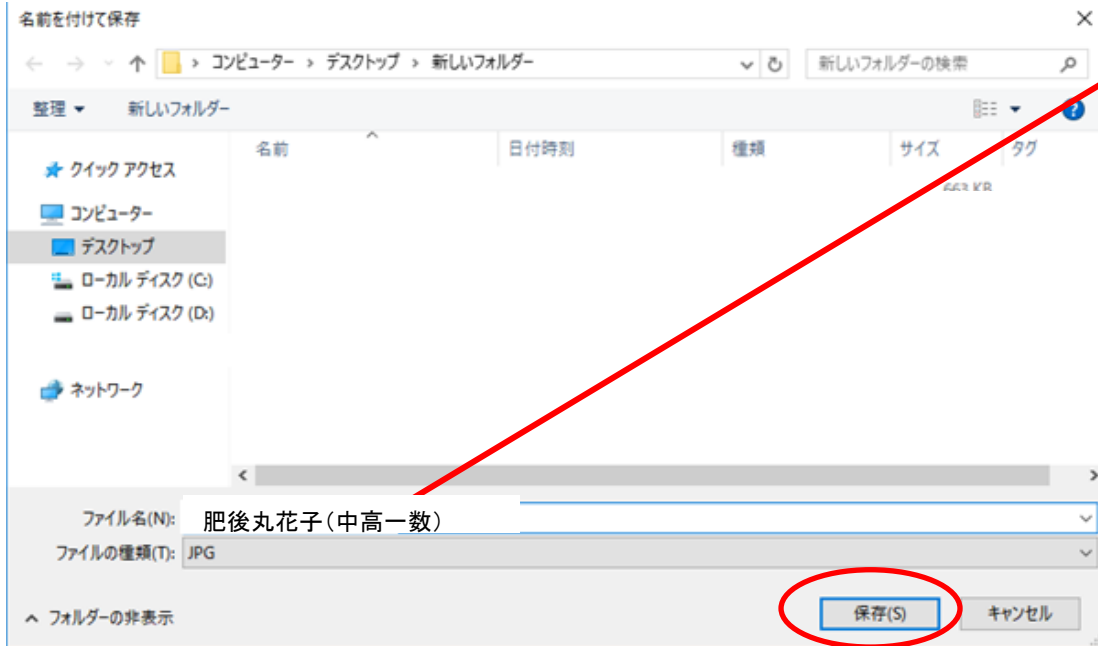 名前を付けて保存
コンピューター › デスクトップ › 新しいフォルダー
新しいフォルダーの検索
整理
新しいフォルダー
名前 日付時刻 種類 サイズ タグ
663 KB
クイック アクセス
コンピューター
デスクトップ
ローカル ディスク (C:)
ローカル ディスク (D:)
ネットワーク
ファイル名(N): 肥後丸花子(中高一数)
ファイルの種類(T): JPG
フォルダーの非表示
保存(S) キャンセル